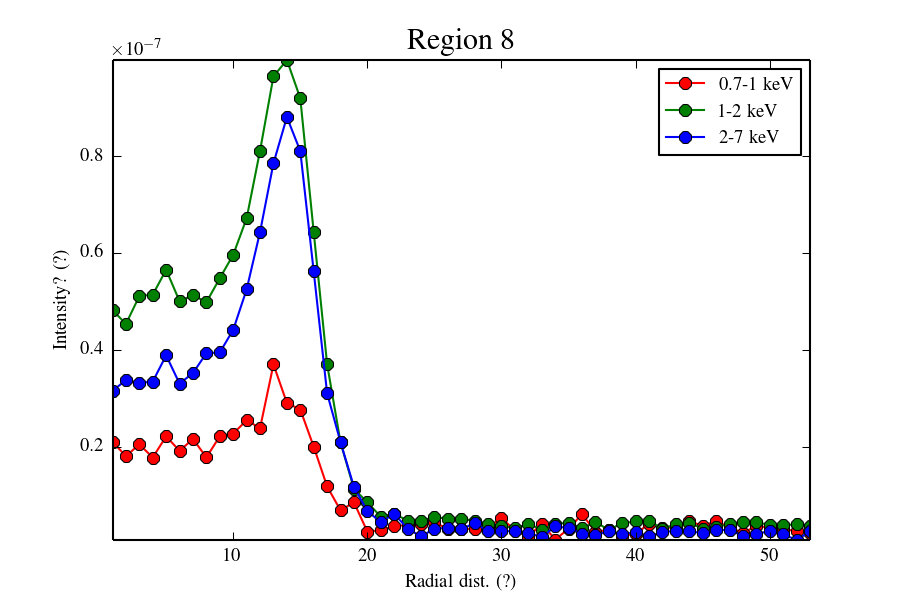 Region 8
×10⁻⁷
0.7-1 keV
1-2 keV
2-7 keV
0.8
0.6
0.4
0.2
Intensity? (?)
10 20 30 40 50
Radial dist. (?)